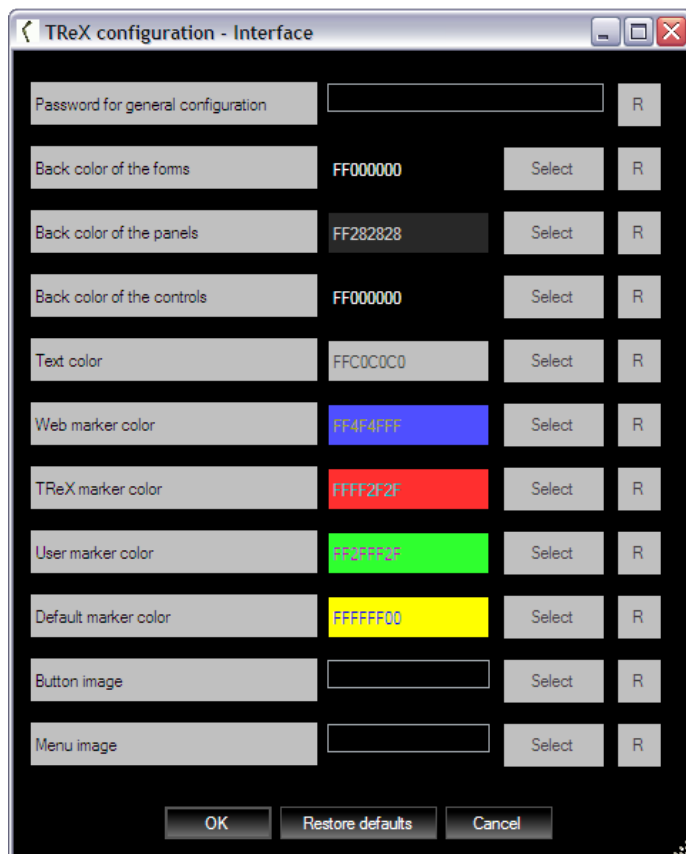 TReX configuration - Interface
Password for general configuration R
Back color of the forms FF000000 Select R
Back color of the panels FF282828 Select R
Back color of the controls FF000000 Select R
Text color FFC0C0C0 Select R
Web marker color FF4F4FFF Select R
TReX marker color FFFF2F2F Select R
User marker color FF2FFF2F Select R
Default marker color FFFFFF00 Select R
Button image Select R
Menu image Select R
OK Restore defaults Cancel